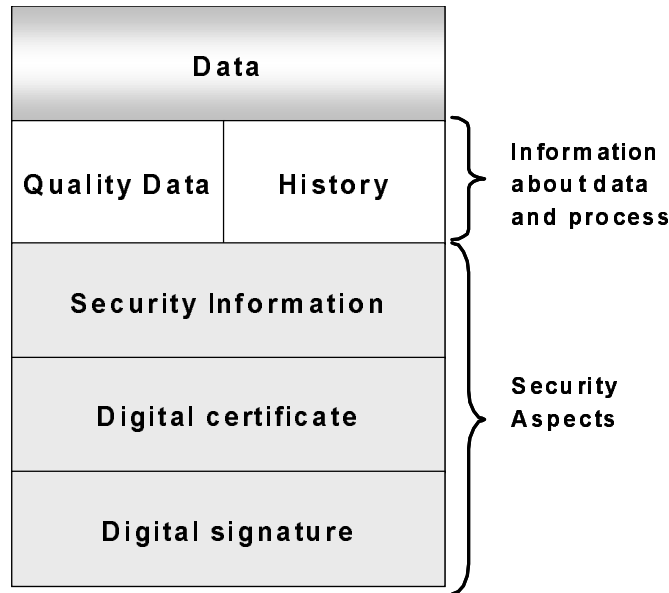 Data
Quality Data
History
Information
about data
and process
Security Information
Digital certificate
Security
Aspects
Digital signature